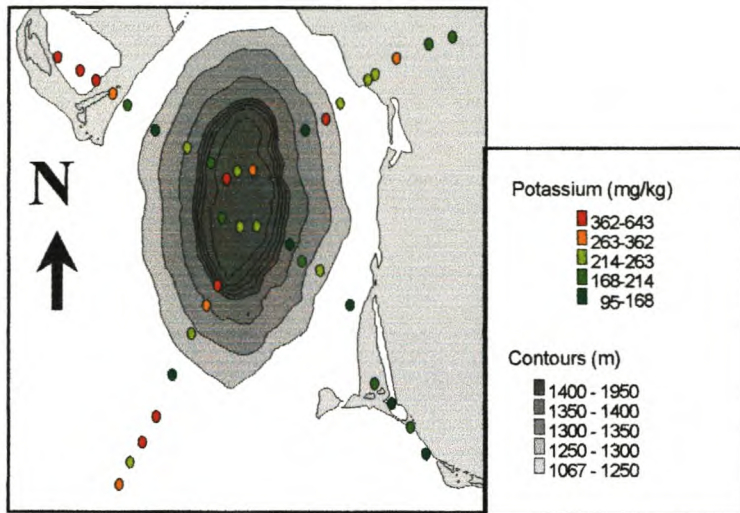 N
Potassium (mg/kg)
362-643
263-362
214-263
168-214
95-168
Contours (m)
1400 - 1950
1350 - 1400
1300 - 1350
1250 - 1300
1067 - 1250